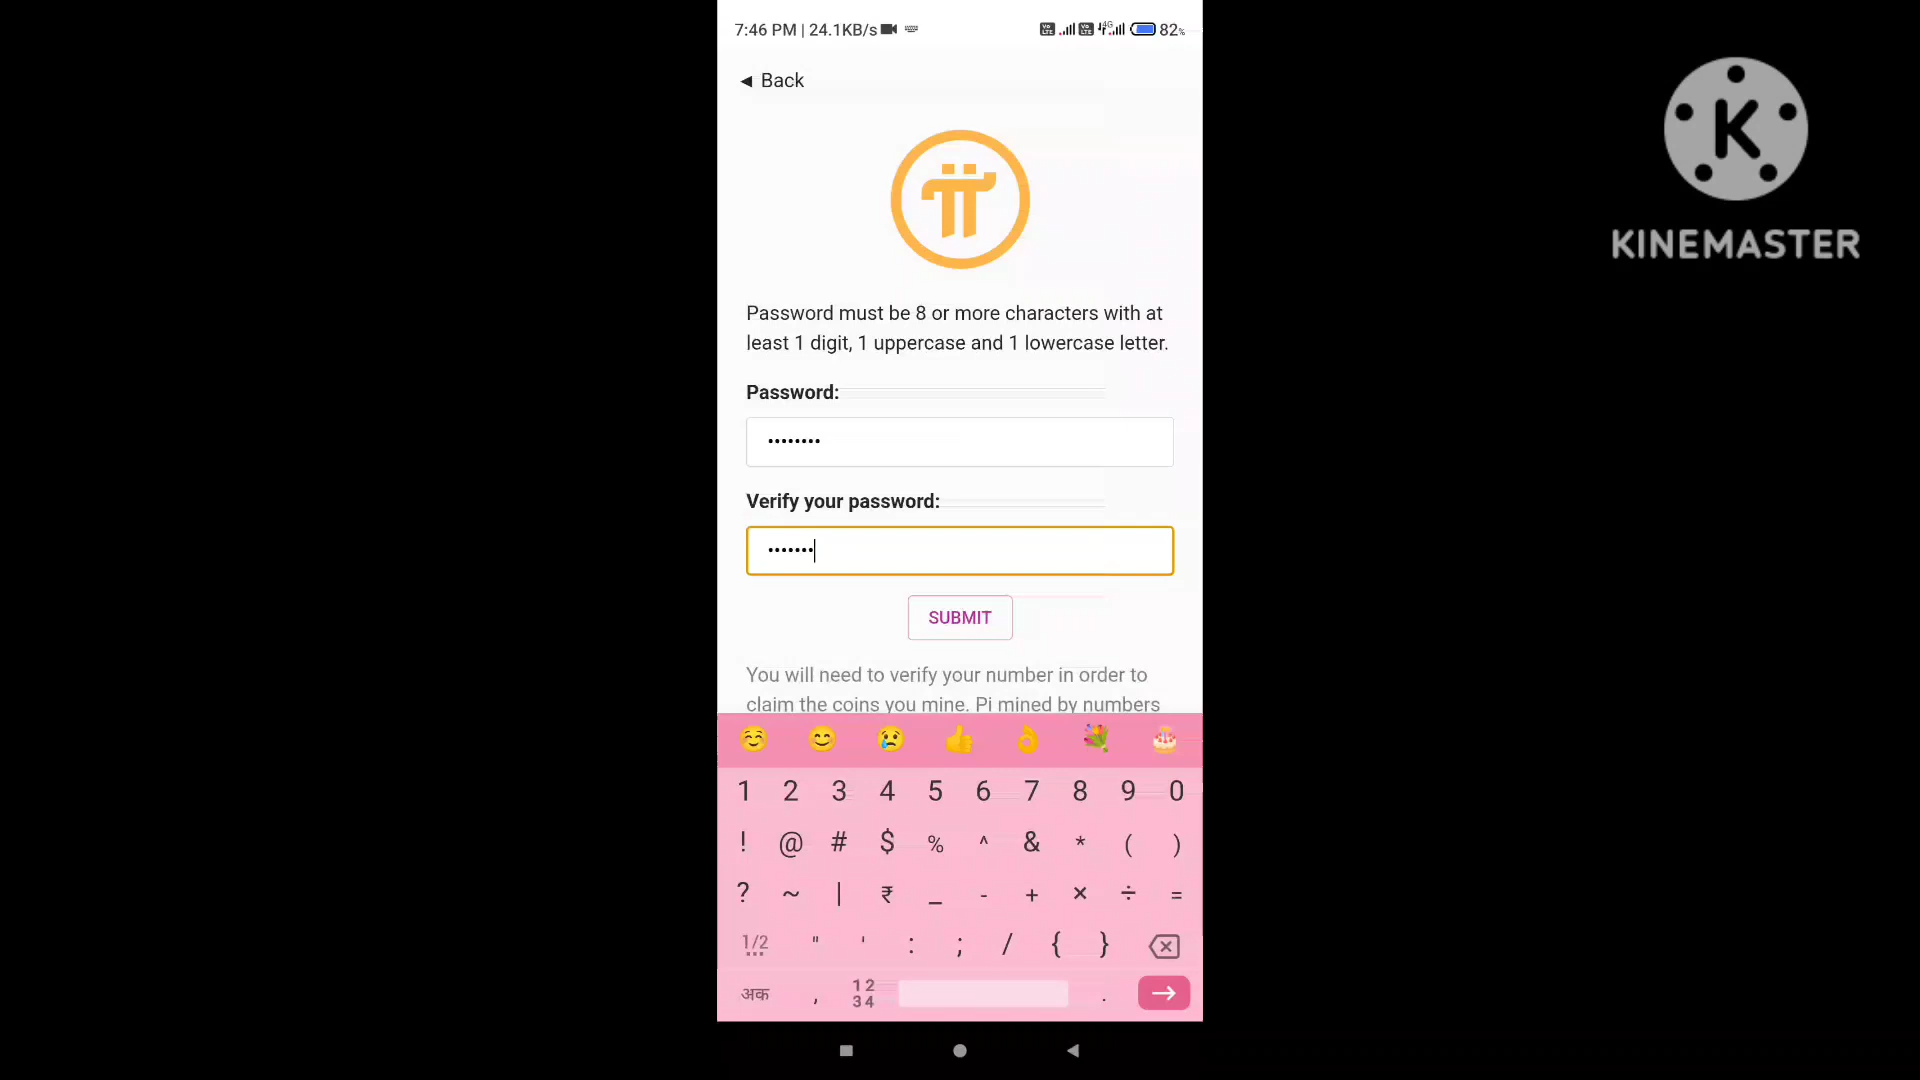 7:46 PM | 24.1KB/s 4G 82%
◄ Back
Password must be 8 or more characters with at
least 1 digit, 1 uppercase and 1 lowercase letter.
Password:
••••••••
Verify your password:
•••••••
SUBMIT
You will need to verify your number in order to
claim the coins you mine. Pi mined by numbers
1 2 3 4 5 6 7 8 9 0
! @ # $ % ^ & * ( )
? ~ | ₹ _ - + × ÷ =
1/2 " ' : ; / { }
अक , 12 34 .
K
KINEMASTER